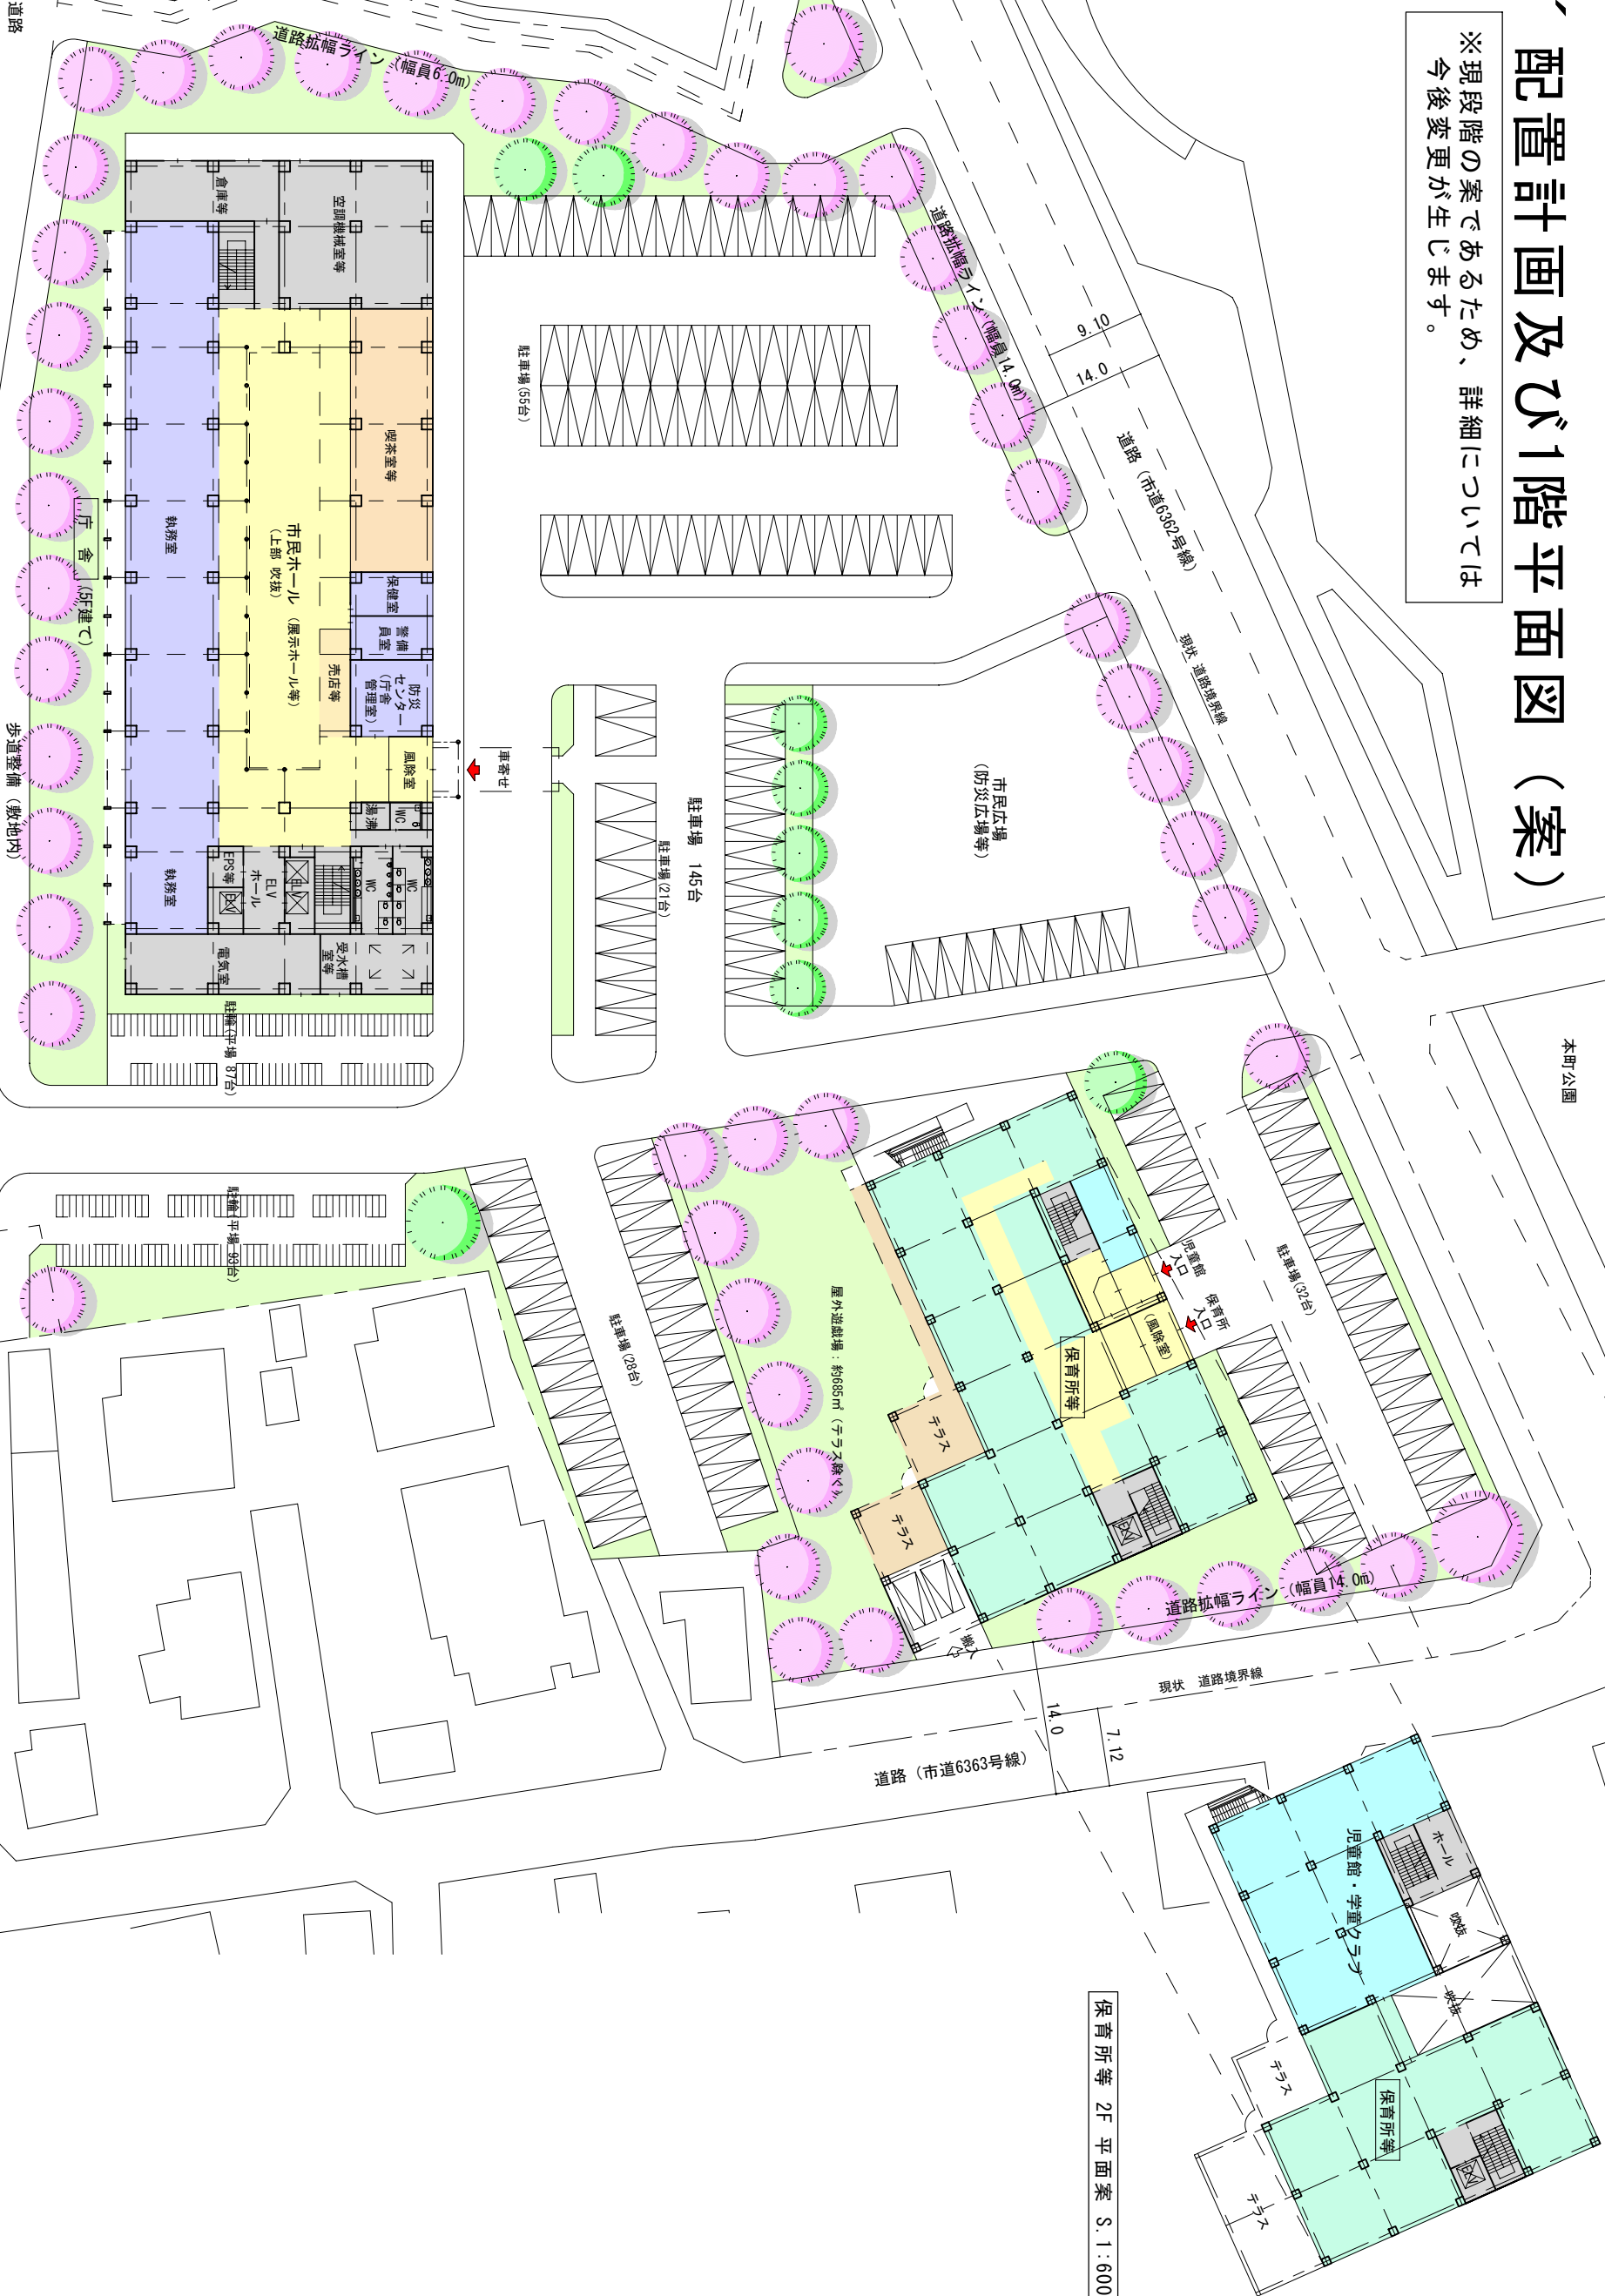 配置計画及び1階平面図（案）
※現段階の案であるため、詳細については
今後変更が生じます。
道路
道路拡幅ライン（幅員6.0m）
道路拡幅ライン（幅員14.0m）
9.10
14.0
道路（市道6362号線）
現状 道路境界線
本町公園
倉庫等
空調機械室等
喫茶室等
執務室
市民ホール（展示ホール等）
（上部 吹抜）
保健室
警備
員室
防災
センター
（庁舎
管理室）
売店等
風除室
車寄せ
湯沸
WC
WC
WC
EPS等
ELV
ホール
ELV
ELV
執務室
電気室
受水槽
室等
庁 舎（5F建て）
歩道整備（敷地内）
駐車場(55台)
駐車場(21台)
駐車場 145台
市民広場
（防災広場等）
駐輪(平場 87台)
駐輪(平場 93台)
駐車場(28台)
駐車場(32台)
屋外遊戯場：約685㎡（テラス除く）
児童館
入口
保育所
入口
（風除室）
保育所等
テラス
テラス
EV
搬入
道路拡幅ライン（幅員14.0m）
現状 道路境界線
14.0
7.12
道路（市道6363号線）
ホール
吹抜
吹抜
児童館・学童クラブ
保育所等
EV
テラス
テラス
保育所等 2F 平面案 S.1:600